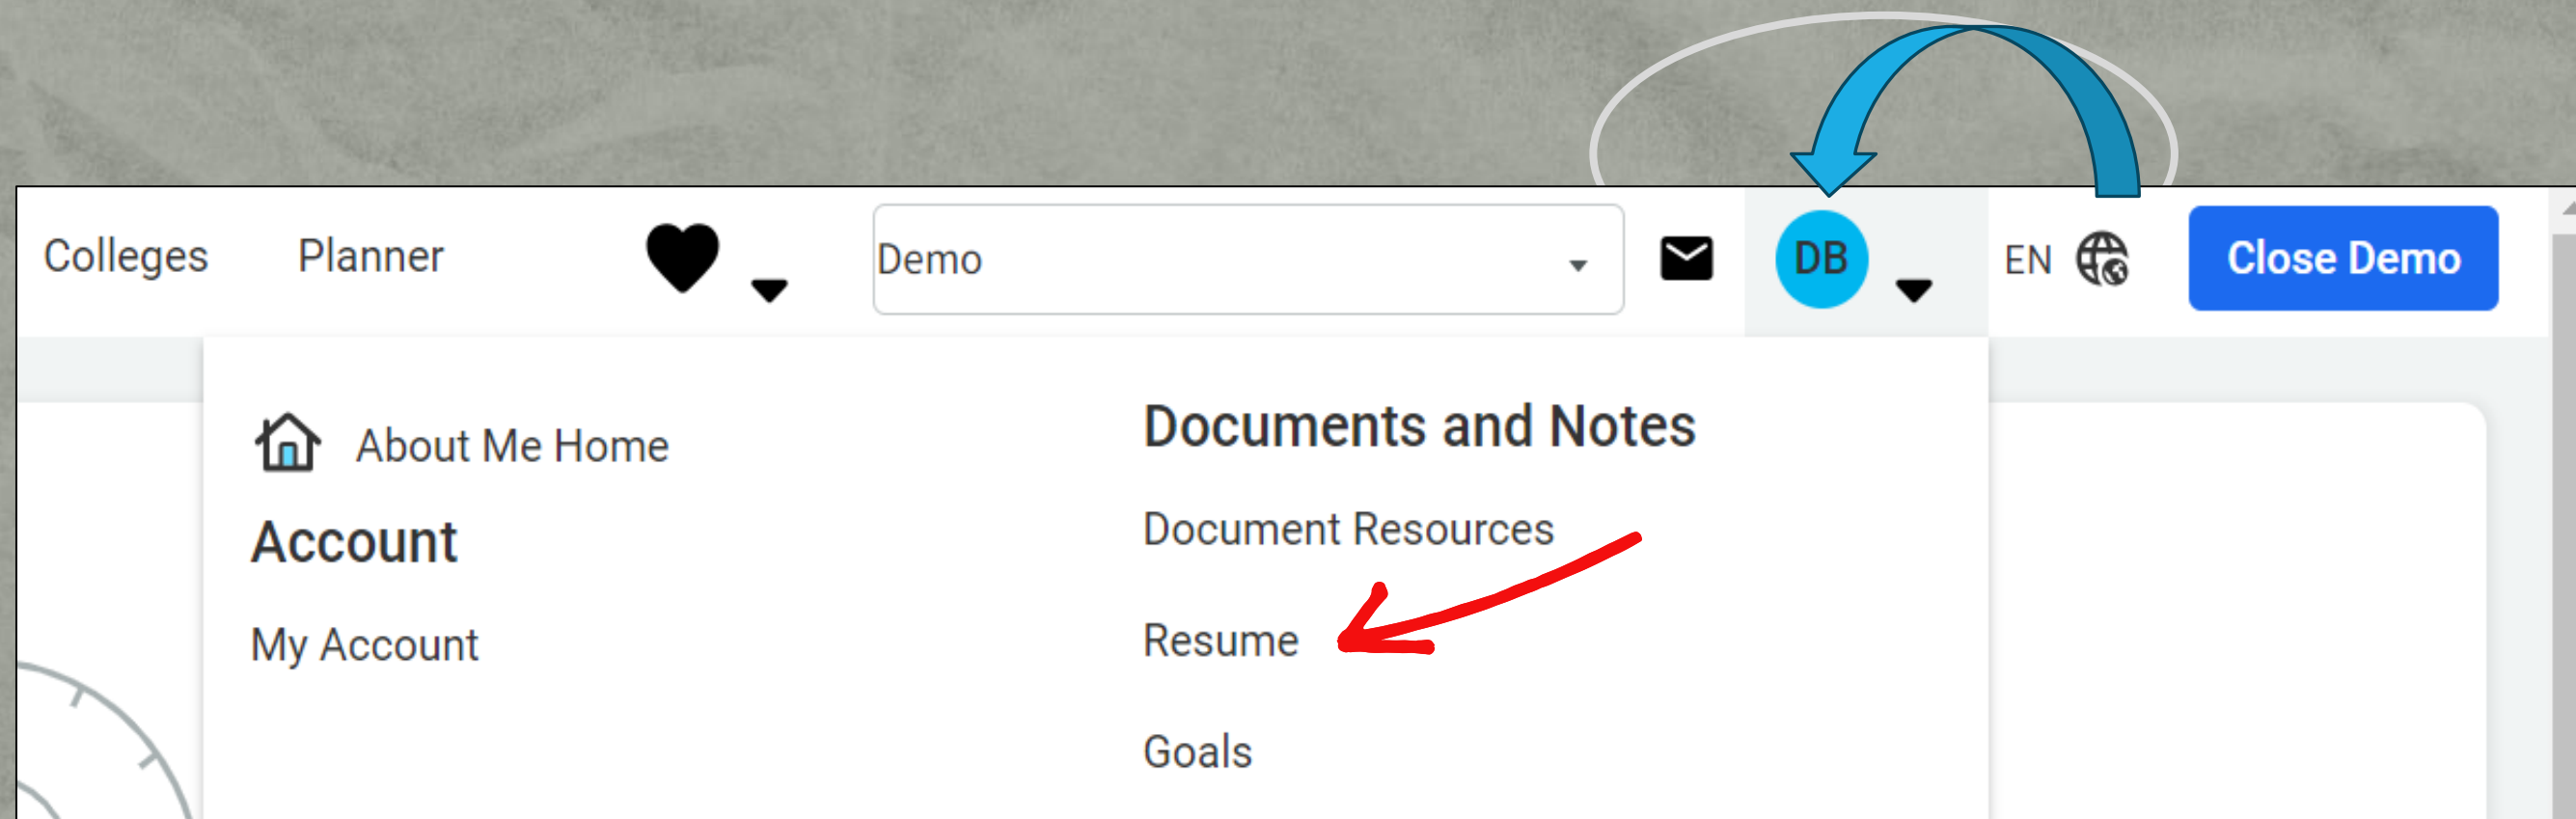 Colleges Planner Demo DB EN Close Demo
About Me Home
Account
My Account
Documents and Notes
Document Resources
Resume
Goals